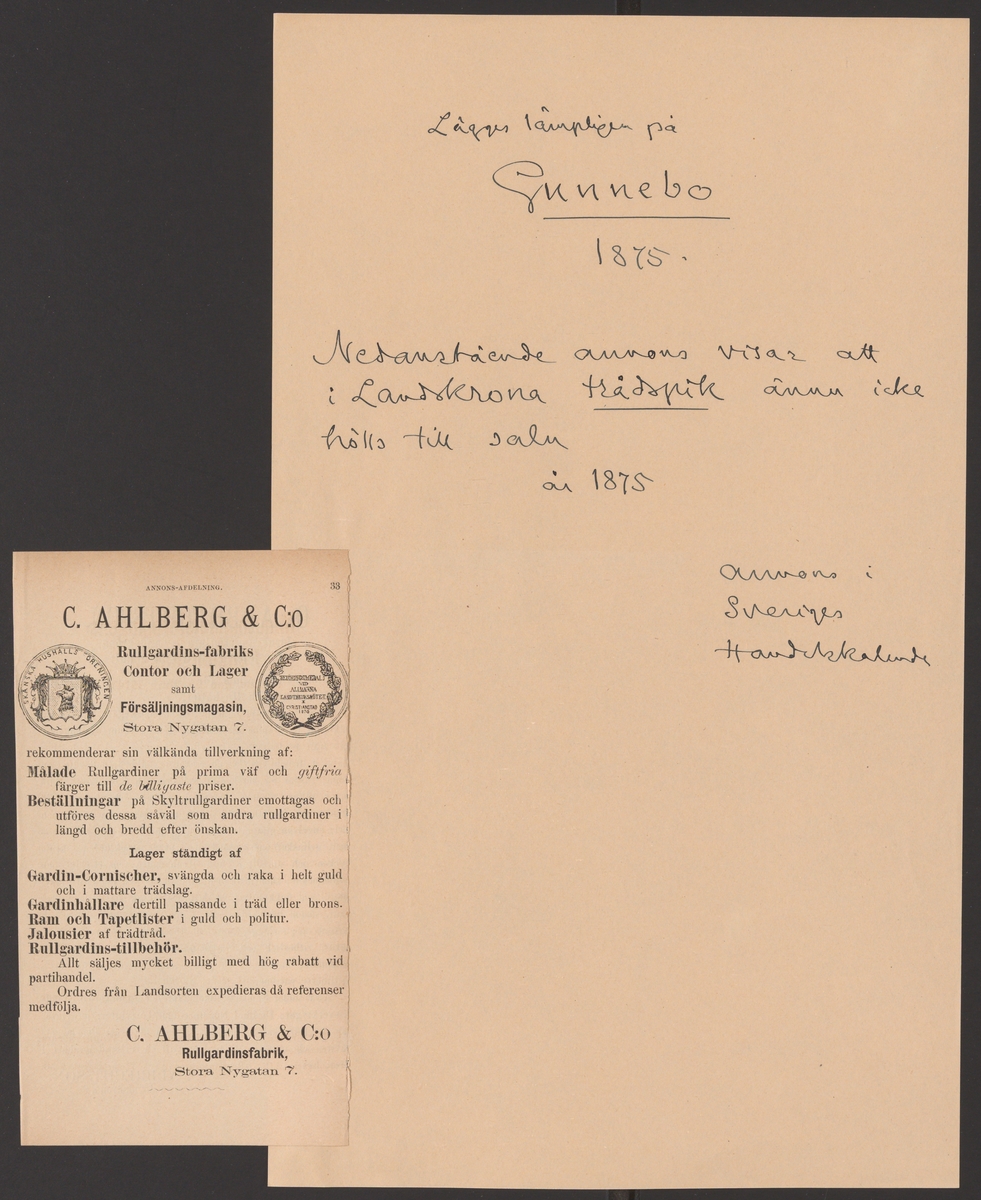 Lägges lämpligen på
Gunnebo
1875.
Nedanstående annons visar att
i Landskrona trådspik ännu icke
hölls till salu
år 1875
annons i
Sveriges
Handelskalender
ANNONS-AFDELNING. 33
C. AHLBERG & C:o
Rullgardins-fabriks
Contor och Lager
samt
Försäljningsmagasin,
Stora Nygatan 7.
SKÅNSKA HUSHÅLLS
ALLMÄNNA
rekommenderar sin välkända tillverkning af:
Målade Rullgardiner på prima väf och giftfria
färger till de billigaste priser.
Beställningar på Skyltrullgardiner emottagas och
utföres dessa såväl som andra rullgardiner i
längd och bredd efter önskan.
Lager ständigt af
Gardin-Cornischer, svängda och raka i helt guld
och i mattare trädslag.
Gardinhållare dertill passande i träd eller brons.
Ram och Tapetlister i guld och politur.
Jalousier af trädtråd.
Rullgardins-tillbehör.
Allt säljes mycket billigt med hög rabatt vid
partihandel.
Ordres från Landsorten expedieras då referenser
medfölja.
C. AHLBERG & C:o
Rullgardinsfabrik,
Stora Nygatan 7.